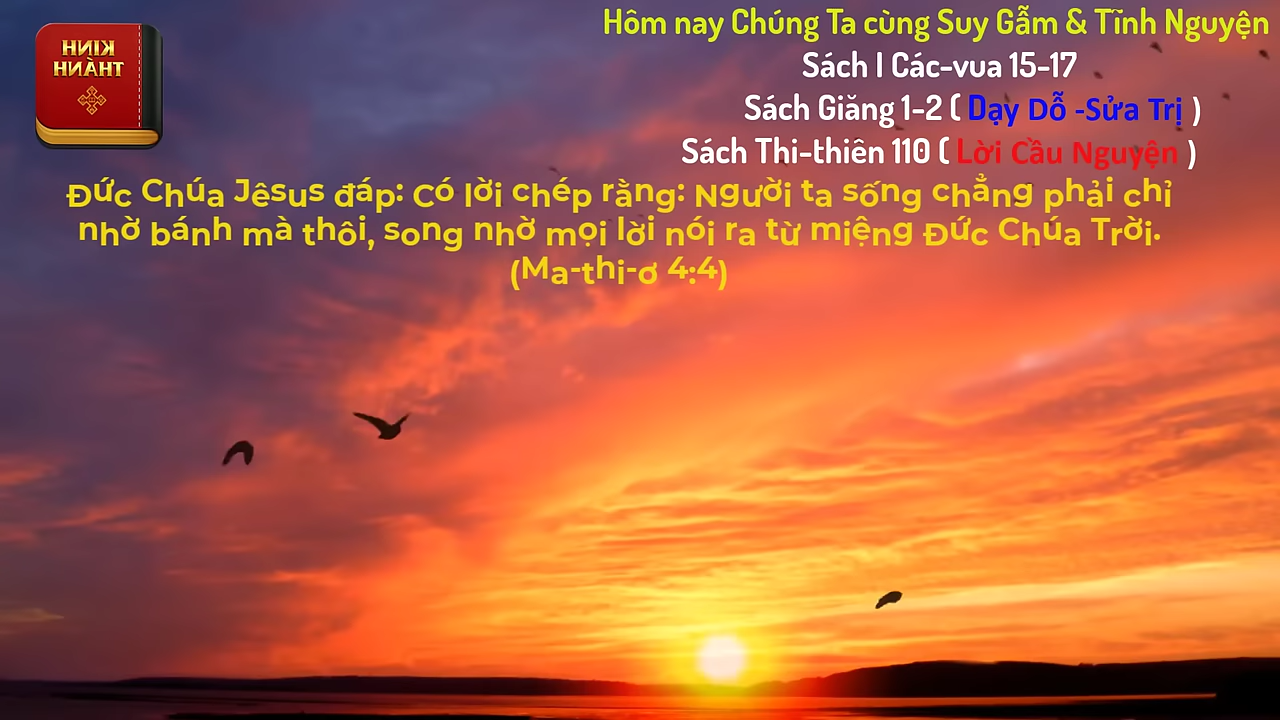 KINH
THÀNH
Hôm nay Chúng Ta cùng Suy Gẫm & Tĩnh Nguyện
Sách I Các-vua 15-17
Sách Giăng 1-2 ( Dạy Dỗ -Sửa Trị )
Sách Thi-thiên 110 ( Lời Cầu Nguyện )
Đức Chúa Jêsus đáp: Có lời chép rằng: Người ta sống chẳng phải chỉ
nhờ bánh mà thôi, song nhờ mọi lời nói ra từ miệng Đức Chúa Trời.
(Ma-thi-ơ 4:4)